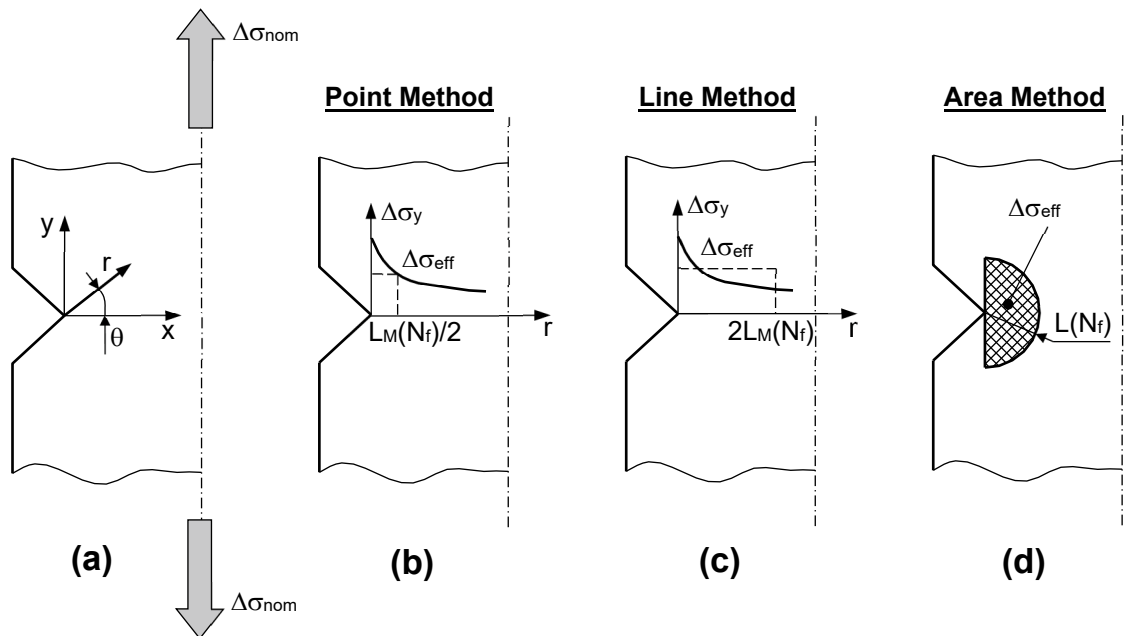 Δσnom
Point Method
Line Method
Area Method
y
r
x
θ
Δσy
Δσeff
LM(Nf)/2
r
Δσy
Δσeff
2LM(Nf)
r
Δσeff
L(Nf)
(a)
(b)
(c)
(d)
Δσnom